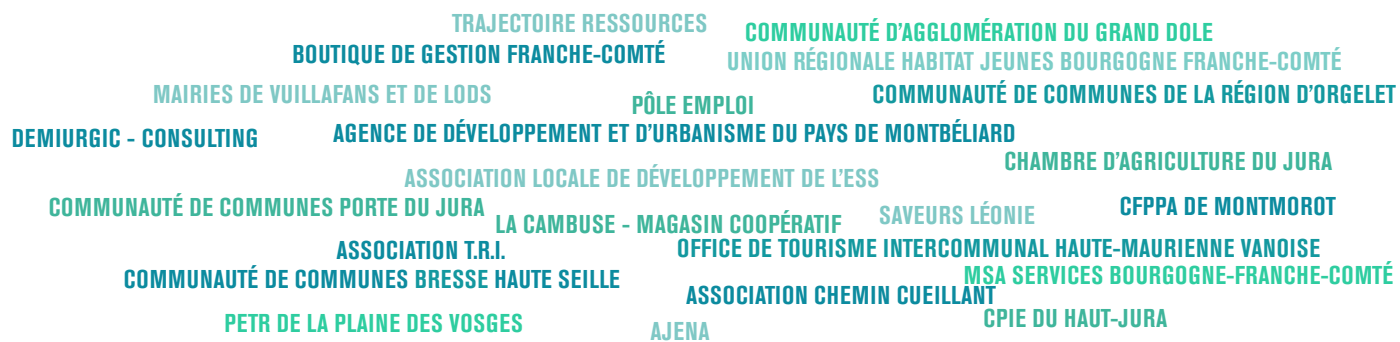 TRAJECTOIRE RESSOURCES
COMMUNAUTÉ D'AGGLOMÉRATION DU GRAND DOLE
BOUTIQUE DE GESTION FRANCHE-COMTÉ
UNION RÉGIONALE HABITAT JEUNES BOURGOGNE FRANCHE-COMTÉ
MAIRIES DE VUILLAFANS ET DE LODS
PÔLE EMPLOI
COMMUNAUTÉ DE COMMUNES DE LA RÉGION D'ORGELET
DEMIURGIC - CONSULTING
AGENCE DE DÉVELOPPEMENT ET D'URBANISME DU PAYS DE MONTBÉLIARD
CHAMBRE D'AGRICULTURE DU JURA
ASSOCIATION LOCALE DE DÉVELOPPEMENT DE L'ESS
COMMUNAUTÉ DE COMMUNES PORTE DU JURA
LA CAMBUSE - MAGASIN COOPÉRATIF
SAVEURS LÉONIE
CFPPA DE MONTMOROT
ASSOCIATION T.R.I.
OFFICE DE TOURISME INTERCOMMUNAL HAUTE-MAURIENNE VANOISE
COMMUNAUTÉ DE COMMUNES BRESSE HAUTE SEILLE
MSA SERVICES BOURGOGNE-FRANCHE-COMTÉ
ASSOCIATION CHEMIN CUEILLANT
PETR DE LA PLAINE DES VOSGES
AJENA
CPIE DU HAUT-JURA